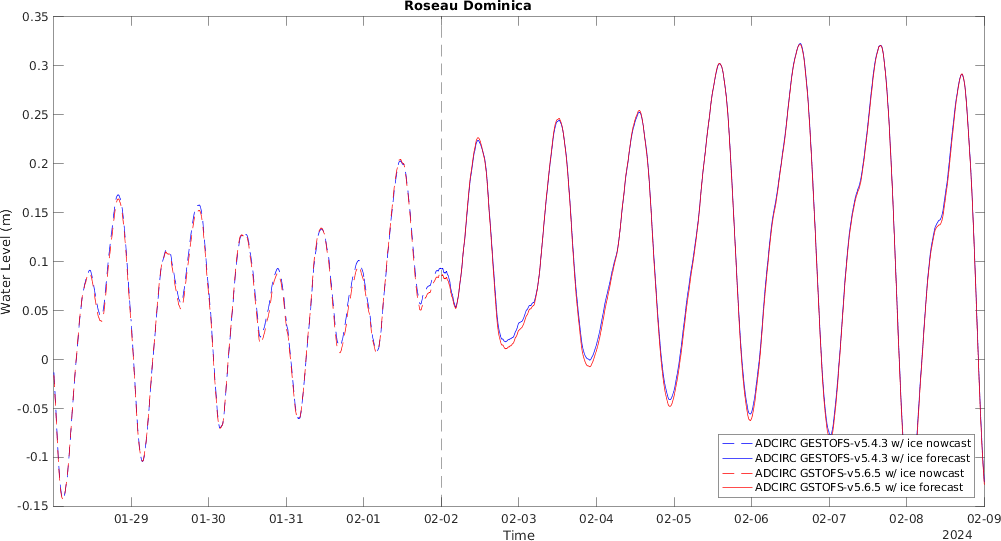 Roseau Dominica
0.35
0.3
0.25
0.2
0.15
0.1
0.05
0
-0.05
-0.1
-0.15
Water Level (m)
01-29 01-30 01-31 02-01 02-02 02-03 02-04 02-05 02-06 02-07 02-08 02-09
Time
2024
ADCIRC GESTOFS-v5.4.3 w/ ice nowcast
ADCIRC GESTOFS-v5.4.3 w/ ice forecast
ADCIRC GSTOFS-v5.6.5 w/ ice nowcast
ADCIRC GSTOFS-v5.6.5 w/ ice forecast